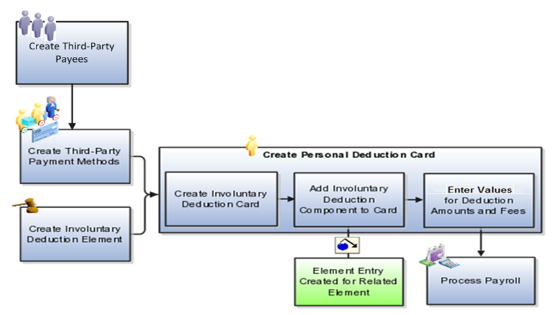 Create Third-Party
Payees
Create Third-Party
Payment Methods
Create Involuntary
Deduction Element
Create Personal Deduction Card
Create Involuntary
Deduction Card
Add Involuntary
Deduction
Component to Card
Enter Values
for Deduction
Amounts and Fees
Element Entry
Created for Related
Element
Process Payroll